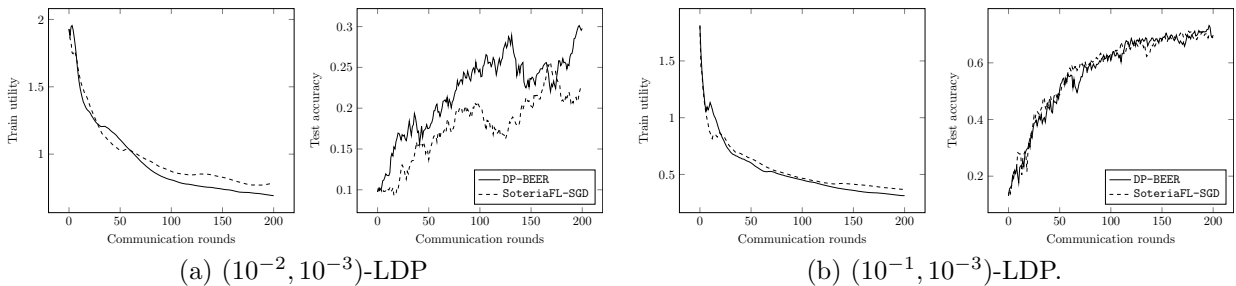 2
1.5
1
Train utility
0 50 100 150 200
Communication rounds
0.3
0.25
0.2
0.15
0.1
Test accuracy
DP-BEER
SoteriaFL-SGD
0 50 100 150 200
Communication rounds
(a) (10⁻², 10⁻³)-LDP
1.5
1
0.5
Train utility
0 50 100 150 200
Communication rounds
0.6
0.4
0.2
Test accuracy
DP-BEER
SoteriaFL-SGD
0 50 100 150 200
Communication rounds
(b) (10⁻¹, 10⁻³)-LDP.